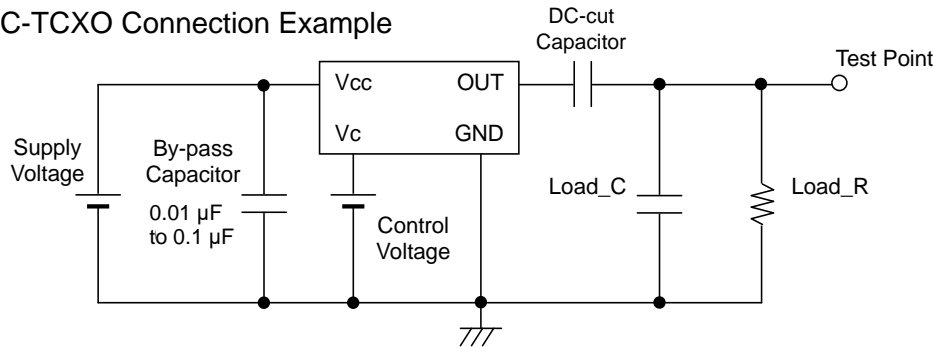 C-TCXO Connection Example
DC-cut
Capacitor
Test Point
Vcc
OUT
Vc
GND
Supply
Voltage
By-pass
Capacitor
0.01 µF
to 0.1 µF
Control
Voltage
Load_C
Load_R